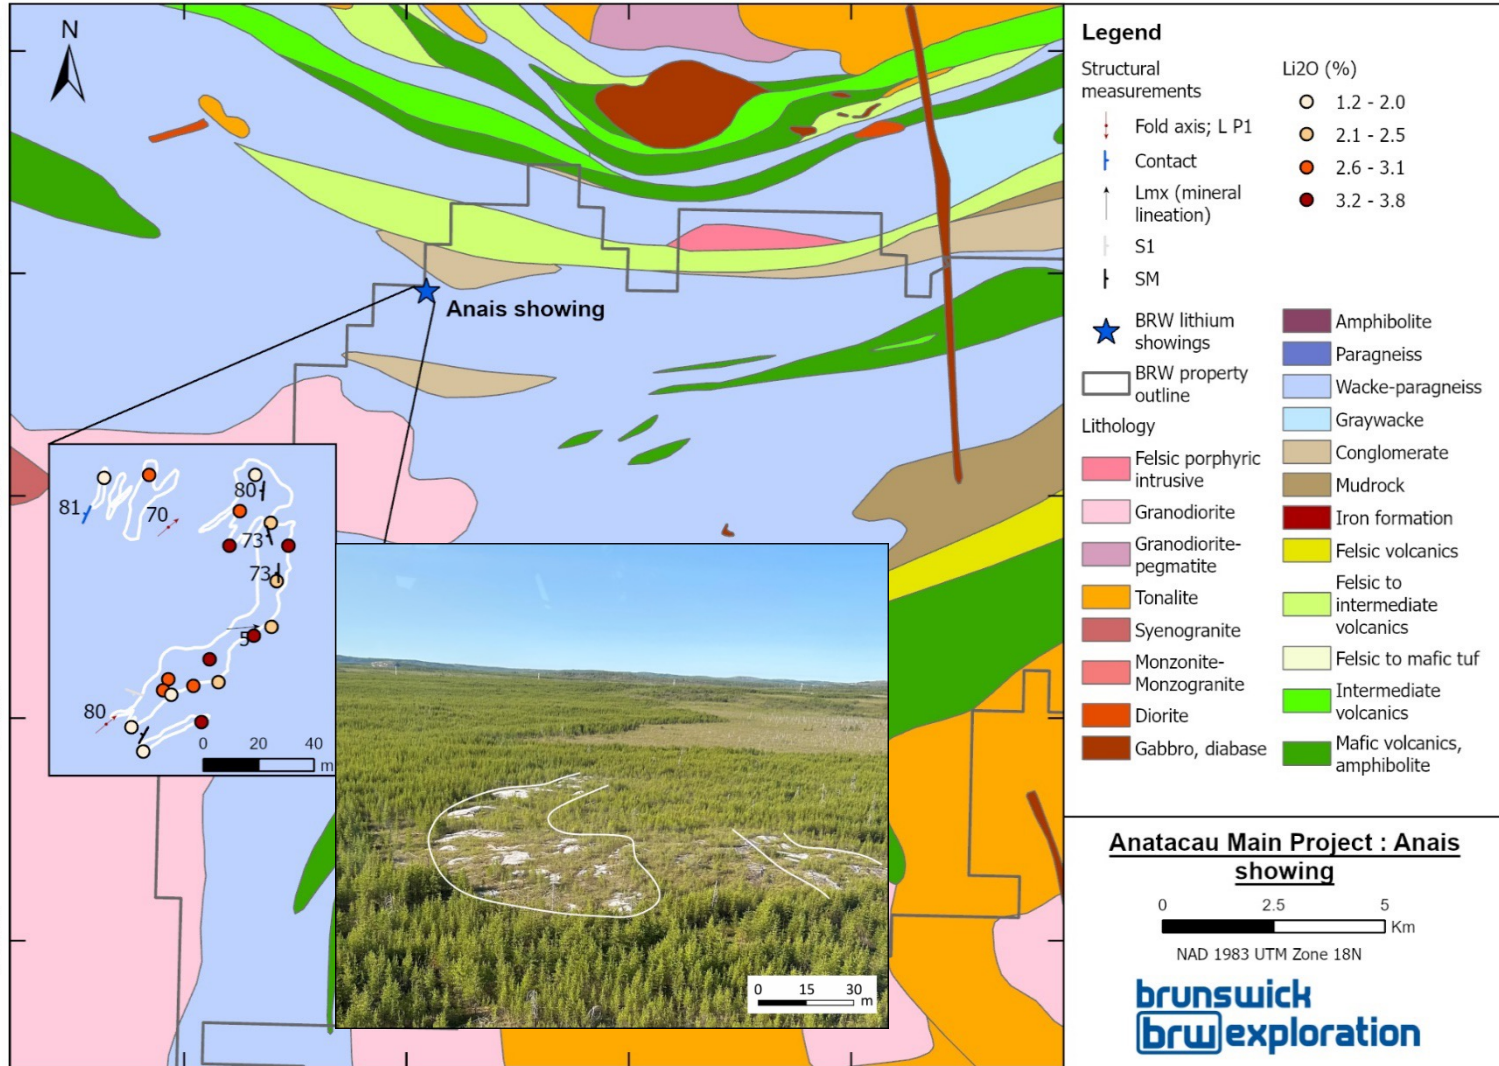 N
Anais showing
81
70
80
73
73
5
80
0 20 40
m
0 15 30
m
Legend
Structural
measurements
Fold axis; L P1
Contact
Lmx (mineral
lineation)
S1
SM
BRW lithium
showings
BRW property
outline
Lithology
Felsic porphyric
intrusive
Granodiorite
Granodiorite-
pegmatite
Tonalite
Syenogranite
Monzonite-
Monzogranite
Diorite
Gabbro, diabase
Li2O (%)
1.2 - 2.0
2.1 - 2.5
2.6 - 3.1
3.2 - 3.8
Amphibolite
Paragneiss
Wacke-paragneiss
Graywacke
Conglomerate
Mudrock
Iron formation
Felsic volcanics
Felsic to
intermediate
volcanics
Felsic to mafic tuf
Intermediate
volcanics
Mafic volcanics,
amphibolite
Anatacau Main Project : Anais
showing
0 2.5 5
Km
NAD 1983 UTM Zone 18N
brunswick
brw exploration